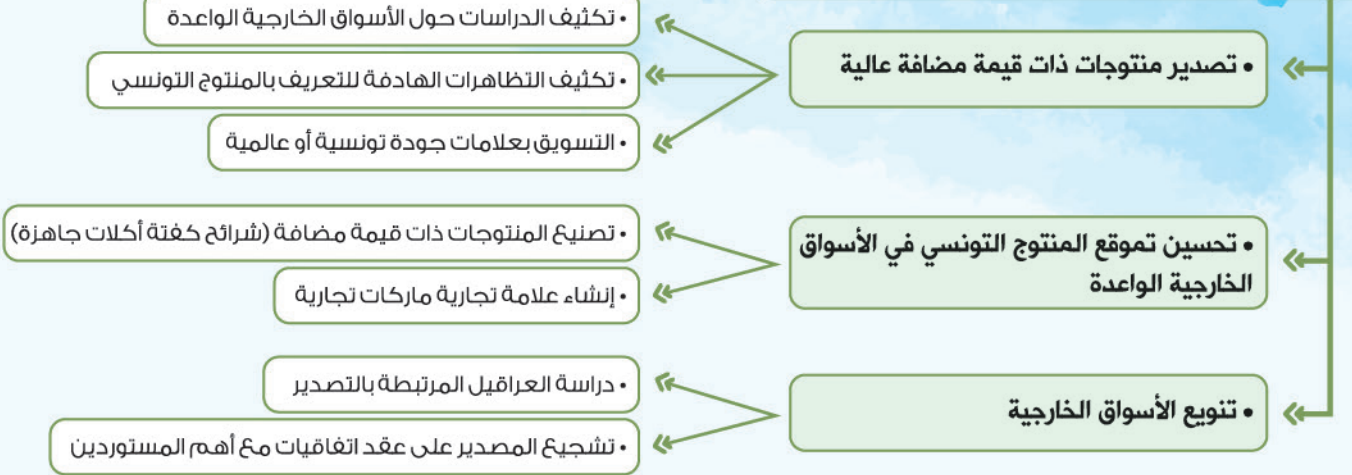 • تصدير منتوجات ذات قيمة مضافة عالية
• تكثيف الدراسات حول الأسواق الخارجية الواعدة
• تكثيف التظاهرات الهادفة للتعريف بالمنتوج التونسي
• التسويق بعلامات جودة تونسية أو عالمية
• تحسين تموقع المنتوج التونسي في الأسواق
الخارجية الواعدة
• تصنيع المنتوجات ذات قيمة مضافة (شرائح كفتة أكلات جاهزة)
• إنشاء علامة تجارية ماركات تجارية
• تنويع الأسواق الخارجية
• دراسة العراقيل المرتبطة بالتصدير
• تشجيع المصدير على عقد اتفاقيات مع أهم المستوردين